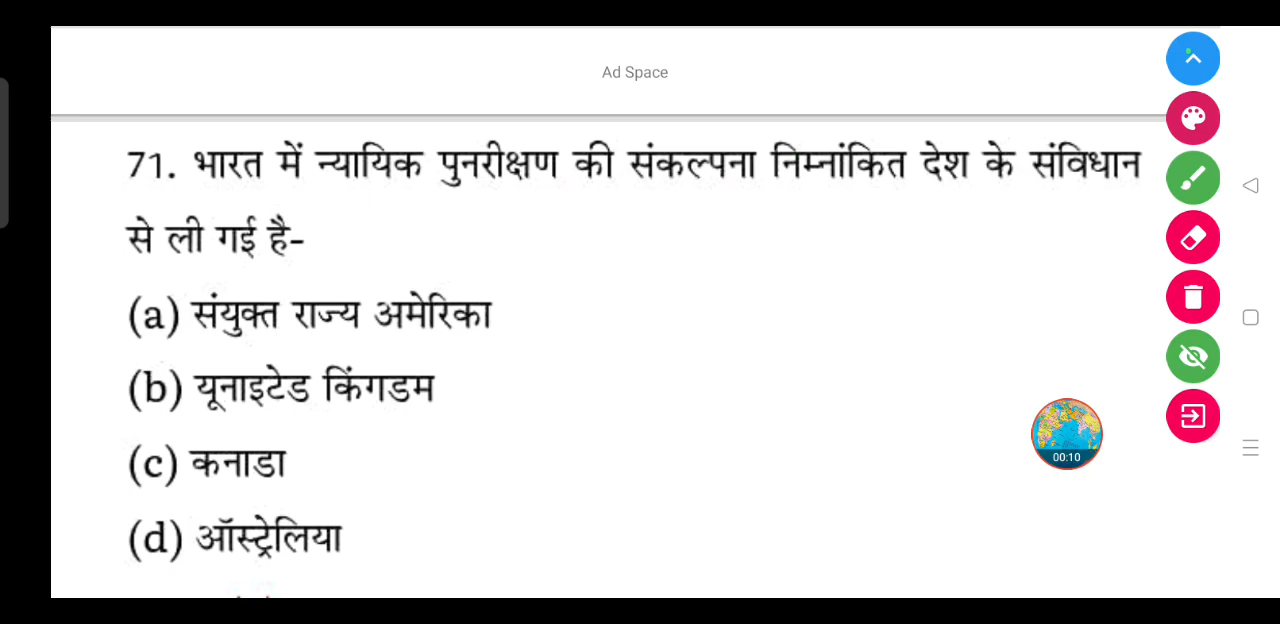 Ad Space
71. भारत में न्यायिक पुनरीक्षण की संकल्पना निम्नांकित देश के संविधान
से ली गई है-
(a) संयुक्त राज्य अमेरिका
(b) यूनाइटेड किंगडम
(c) कनाडा
(d) ऑस्ट्रेलिया
00:10